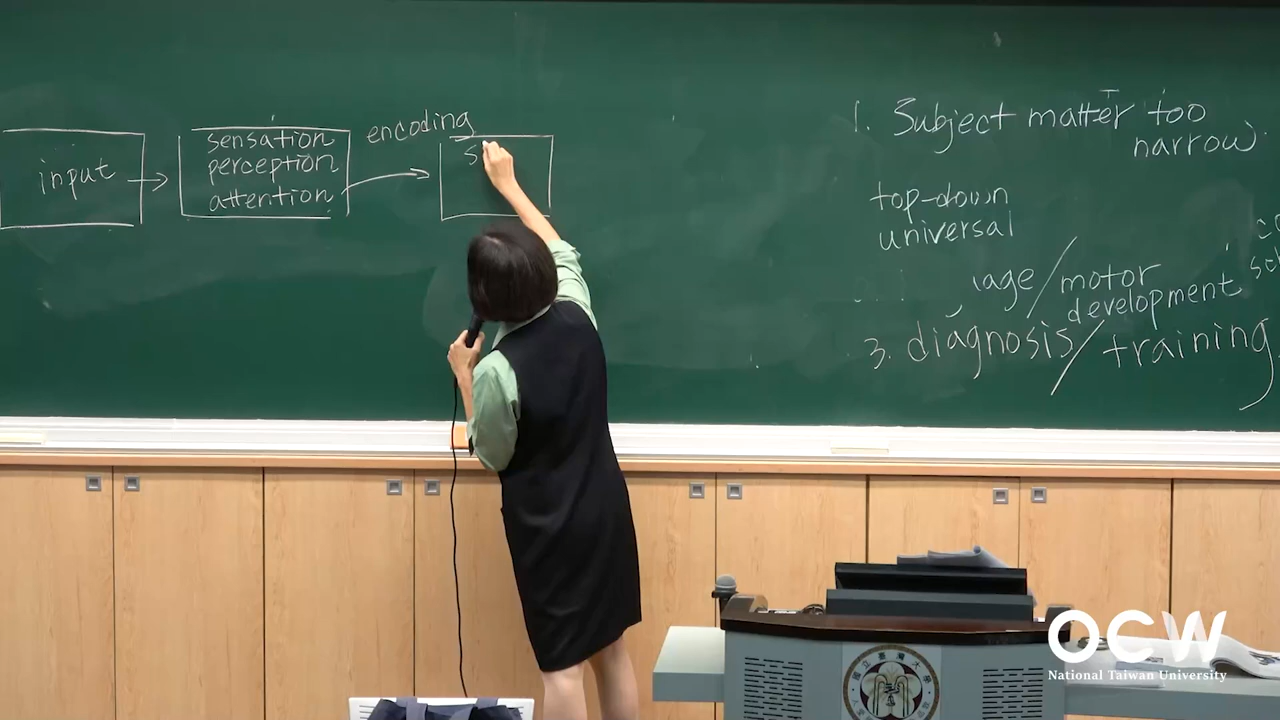 input
sensation
perception
attention
encoding
s
1. Subject matter too
narrow.
top-down
universal
age / motor
development
3. diagnosis / training
OCW
National Taiwan University